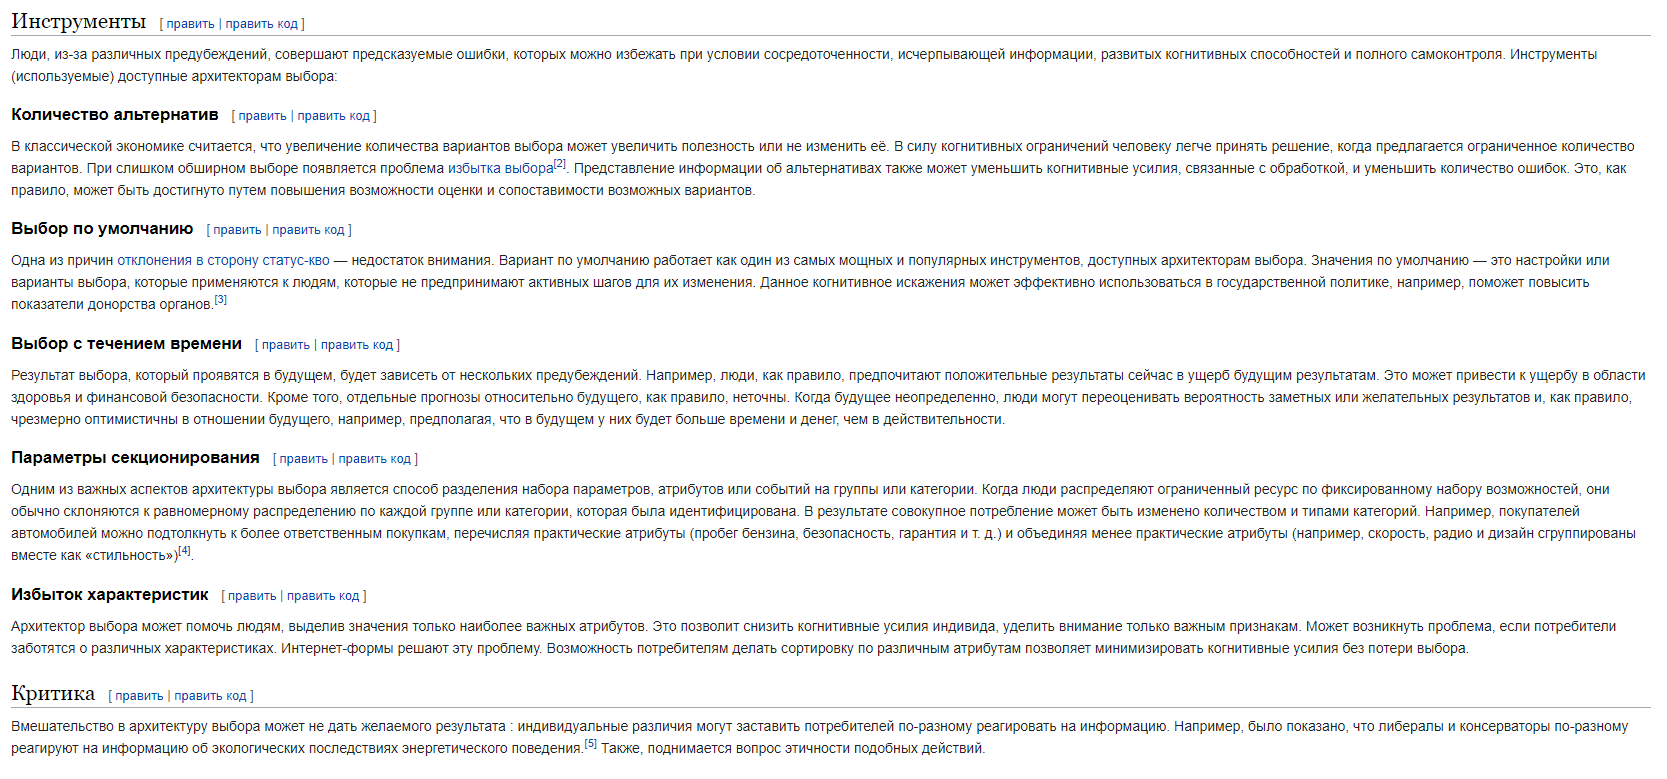 Инструменты [ править | править код ]
Люди, из-за различных предубеждений, совершают предсказуемые ошибки, которых можно избежать при условии сосредоточенности, исчерпывающей информации, развитых когнитивных способностей и полного самоконтроля. Инструменты
(используемые) доступные архитекторам выбора:
Количество альтернатив [ править | править код ]
В классической экономике считается, что увеличение количества вариантов выбора может увеличить полезность или не изменить её. В силу когнитивных ограничений человеку легче принять решение, когда предлагается ограниченное количество
вариантов. При слишком обширном выборе появляется проблема избытка выбора[2]. Представление информации об альтернативах также может уменьшить когнитивные усилия, связанные с обработкой, и уменьшить количество ошибок. Это, как
правило, может быть достигнуто путем повышения возможности оценки и сопоставимости возможных вариантов.
Выбор по умолчанию [ править | править код ]
Одна из причин отклонения в сторону статус-кво — недостаток внимания. Вариант по умолчанию работает как один из самых мощных и популярных инструментов, доступных архитекторам выбора. Значения по умолчанию — это настройки или
варианты выбора, которые применяются к людям, которые не предпринимают активных шагов для их изменения. Данное когнитивное искажения может эффективно использоваться в государственной политике, например, поможет повысить
показатели донорства органов.[3]
Выбор с течением времени [ править | править код ]
Результат выбора, который проявятся в будущем, будет зависеть от нескольких предубеждений. Например, люди, как правило, предпочитают положительные результаты сейчас в ущерб будущим результатам. Это может привести к ущербу в области
здоровья и финансовой безопасности. Кроме того, отдельные прогнозы относительно будущего, как правило, неточны. Когда будущее неопределенно, люди могут переоценивать вероятность заметных или желательных результатов и, как правило,
чрезмерно оптимистичны в отношении будущего, например, предполагая, что в будущем у них будет больше времени и денег, чем в действительности.
Параметры секционирования [ править | править код ]
Одним из важных аспектов архитектуры выбора является способ разделения набора параметров, атрибутов или событий на группы или категории. Когда люди распределяют ограниченный ресурс по фиксированному набору возможностей, они
обычно склоняются к равномерному распределению по каждой группе или категории, которая была идентифицирована. В результате совокупное потребление может быть изменено количеством и типами категорий. Например, покупателей
автомобилей можно подтолкнуть к более ответственным покупкам, перечисляя практические атрибуты (пробег бензина, безопасность, гарантия и т. д.) и объединяя менее практические атрибуты (например, скорость, радио и дизайн сгруппированы
вместе как «стильность»)[4].
Избыток характеристик [ править | править код ]
Архитектор выбора может помочь людям, выделив значения только наиболее важных атрибутов. Это позволит снизить когнитивные усилия индивида, уделить внимание только важным признакам. Может возникнуть проблема, если потребители
заботятся о различных характеристиках. Интернет-формы решают эту проблему. Возможность потребителям делать сортировку по различным атрибутам позволяет минимизировать когнитивные усилия без потери выбора.
Критика [ править | править код ]
Вмешательство в архитектуру выбора может не дать желаемого результата : индивидуальные различия могут заставить потребителей по-разному реагировать на информацию. Например, было показано, что либералы и консерваторы по-разному
реагируют на информацию об экологических последствиях энергетического поведения.[5] Также, поднимается вопрос этичности подобных действий.